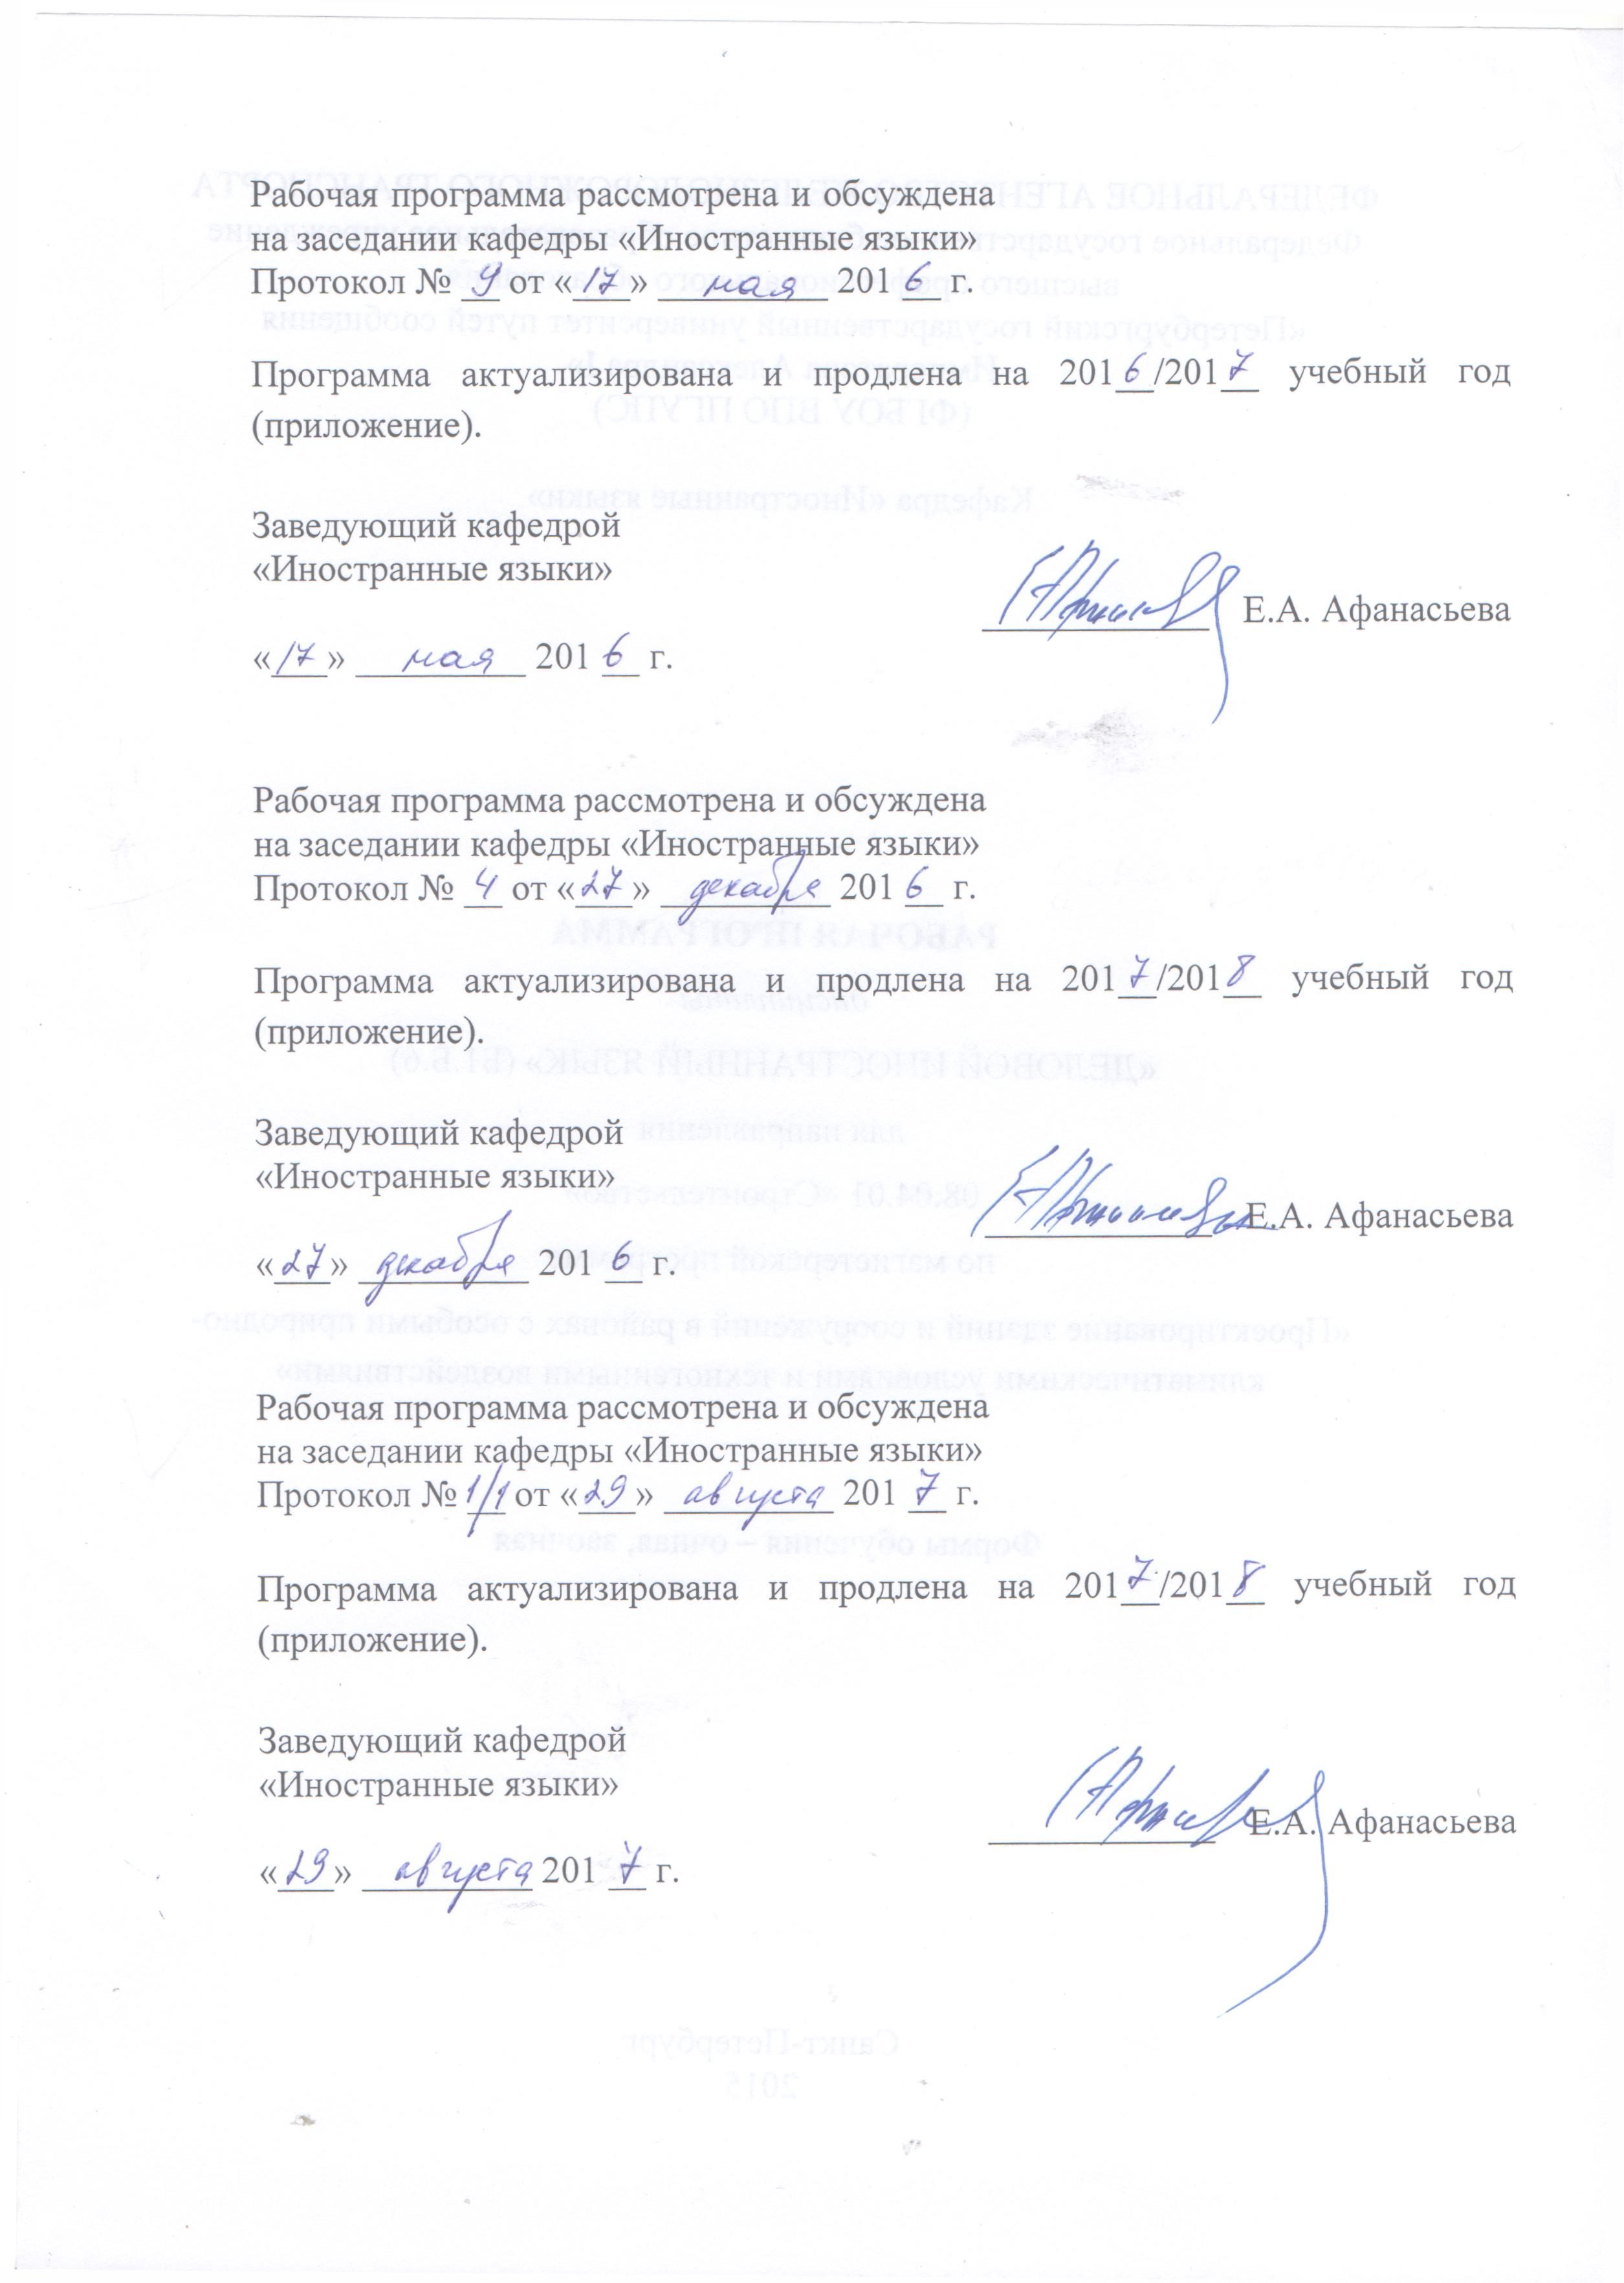 Рабочая программа рассмотрена и обсуждена
на заседании кафедры «Иностранные языки»
Протокол № 9 от «17» мая 2016 г.
Программа актуализирована и продлена на 2016/2017 учебный год
(приложение).
Заведующий кафедрой
«Иностранные языки»
Е.А. Афанасьева
«17» мая 2016 г.
Рабочая программа рассмотрена и обсуждена
на заседании кафедры «Иностранные языки»
Протокол № 4 от «27» декабря 2016 г.
Программа актуализирована и продлена на 2017/2018 учебный год
(приложение).
Заведующий кафедрой
«Иностранные языки»
Е.А. Афанасьева
«27» декабря 2016 г.
Рабочая программа рассмотрена и обсуждена
на заседании кафедры «Иностранные языки»
Протокол № 1/1 от «29» августа 2017 г.
Программа актуализирована и продлена на 2017/2018 учебный год
(приложение).
Заведующий кафедрой
«Иностранные языки»
Е.А. Афанасьева
«29» августа 2017 г.